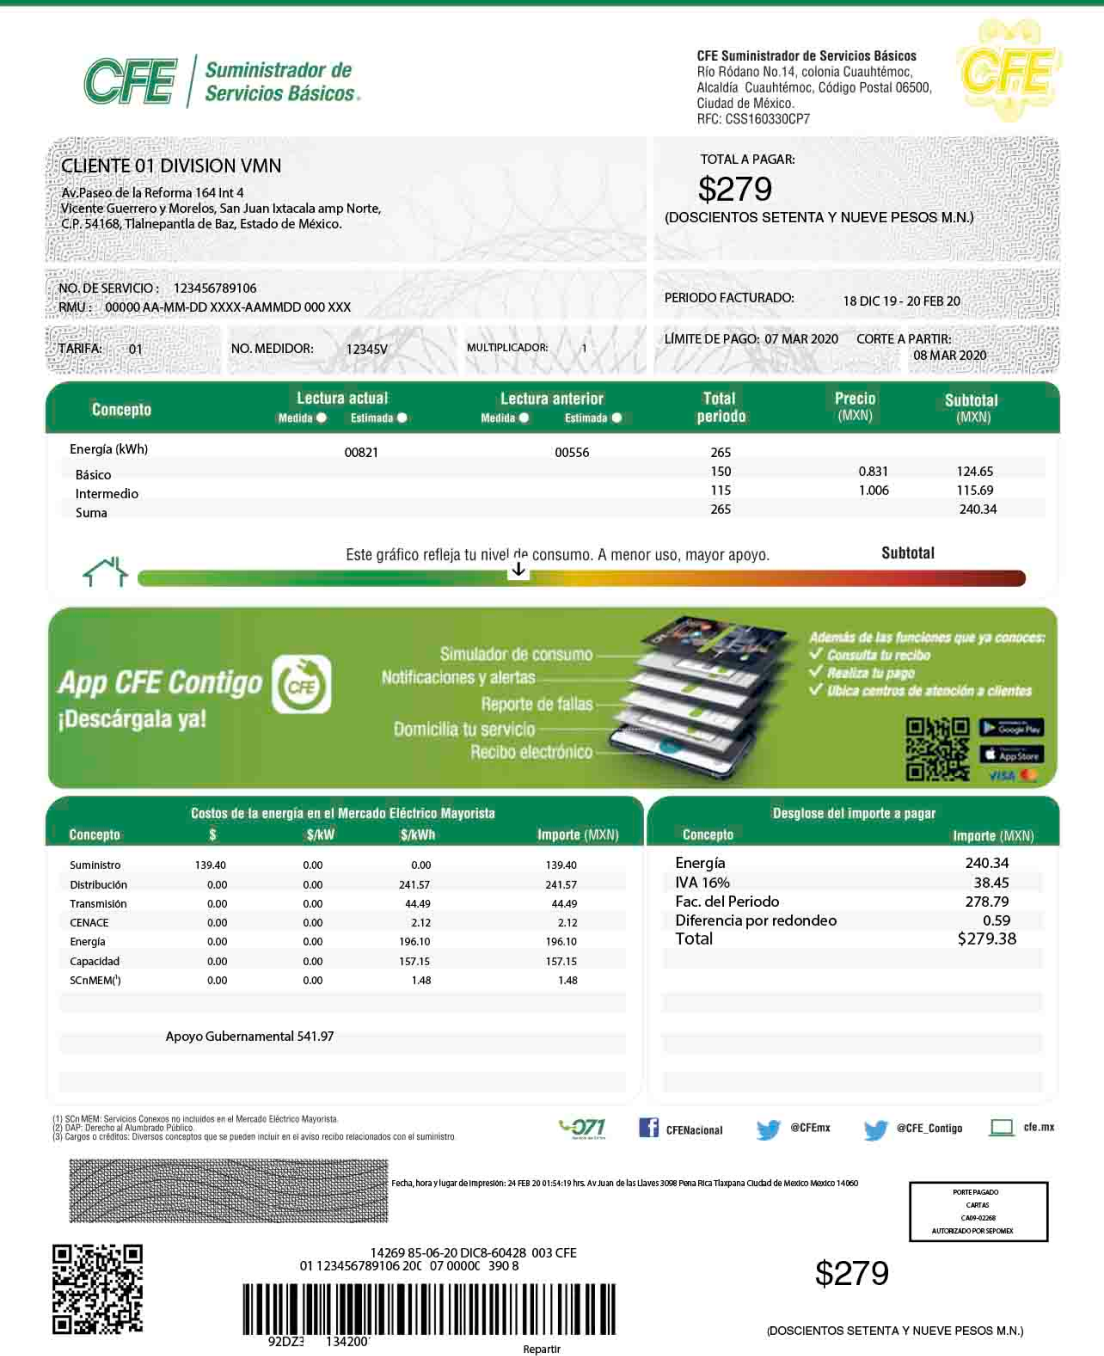 CFE Suministrador de
Servicios Básicos.
CFE Suministrador de Servicios Básicos
Río Ródano No.14, colonia Cuauhtémoc,
Alcaldía Cuauhtémoc, Código Postal 06500,
Ciudad de México.
RFC: CSS160330CP7
CFE
CLIENTE 01 DIVISION VMN
Av.Paseo de la Reforma 164 Int 4
Vicente Guerrero y Morelos, San Juan Ixtacala amp Norte,
C.P. 54168, Tlalnepantla de Baz, Estado de México.
TOTAL A PAGAR:
$279
(DOSCIENTOS SETENTA Y NUEVE PESOS M.N.)
NO. DE SERVICIO : 123456789106
RMU : 00000 AA-MM-DD XXXX-AAMMDD 000 XXX
PERIODO FACTURADO: 18 DIC 19 - 20 FEB 20
TARIFA: 01 NO. MEDIDOR: 12345V MULTIPLICADOR: 1
LÍMITE DE PAGO: 07 MAR 2020 CORTE A PARTIR:
08 MAR 2020
Concepto Lectura actual Lectura anterior Total periodo Precio (MXN) Subtotal (MXN)
Medida Estimada Medida Estimada
Energía (kWh) 00821 00556 265
Básico 150 0.831 124.65
Intermedio 115 1.006 115.69
Suma 265 240.34
Este gráfico refleja tu nivel de consumo. A menor uso, mayor apoyo. Subtotal
App CFE Contigo CFE
¡Descárgala ya!
Simulador de consumo
Notificaciones y alertas
Reporte de fallas
Domicilia tu servicio
Recibo electrónico
CFE
Además de las funciones que ya conoces:
Consulta tu recibo
Realiza tu pago
Ubica centros de atención a clientes
Google Play
App Store
VISA
Costos de la energía en el Mercado Eléctrico Mayorista
Concepto $ $/kW $/kWh Importe (MXN)
Suministro 139.40 0.00 0.00 139.40
Distribución 0.00 0.00 241.57 241.57
Transmisión 0.00 0.00 44.49 44.49
CENACE 0.00 0.00 2.12 2.12
Energía 0.00 0.00 196.10 196.10
Capacidad 0.00 0.00 157.15 157.15
SCnMEM(¹) 0.00 0.00 1.48 1.48
Apoyo Gubernamental 541.97
Desglose del importe a pagar
Concepto Importe (MXN)
Energía 240.34
IVA 16% 38.45
Fac. del Periodo 278.79
Diferencia por redondeo 0.59
Total $279.38
(1) SCn MEM: Servicios Conexos no incluidos en el Mercado Eléctrico Mayorista.
(2) DAP: Derecho al Alumbrado Público.
(3) Cargos o créditos: Diversos conceptos que se pueden incluir en el aviso recibo relacionados con el suministro.
071 CFENacional @CFEmx @CFE_Contigo cfe.mx
Fecha, hora y lugar de impresión: 24 FEB 20 01:54:19 hrs. Av Juan de las Llaves 3098 Pena Rica Tlaxpana Ciudad de Mexico Mexico 14060
PORTE PAGADO
CARTAS
CA09-02268
AUTORIZADO POR SEPOMEX
14269 85-06-20 DIC8-60428 003 CFE
01 123456789106 200 07 00000 390 8
92DZ3 134200
Repartir
$279
(DOSCIENTOS SETENTA Y NUEVE PESOS M.N.)